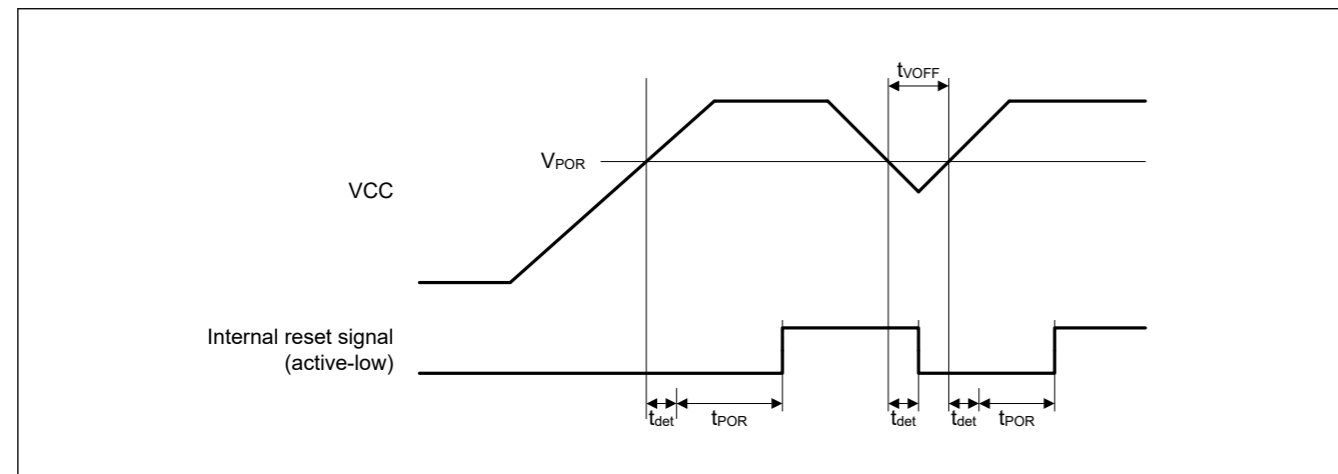 tVOFF
VPOR
VCC
Internal reset signal
(active-low)
tdet
tPOR
tdet
tdet
tPOR